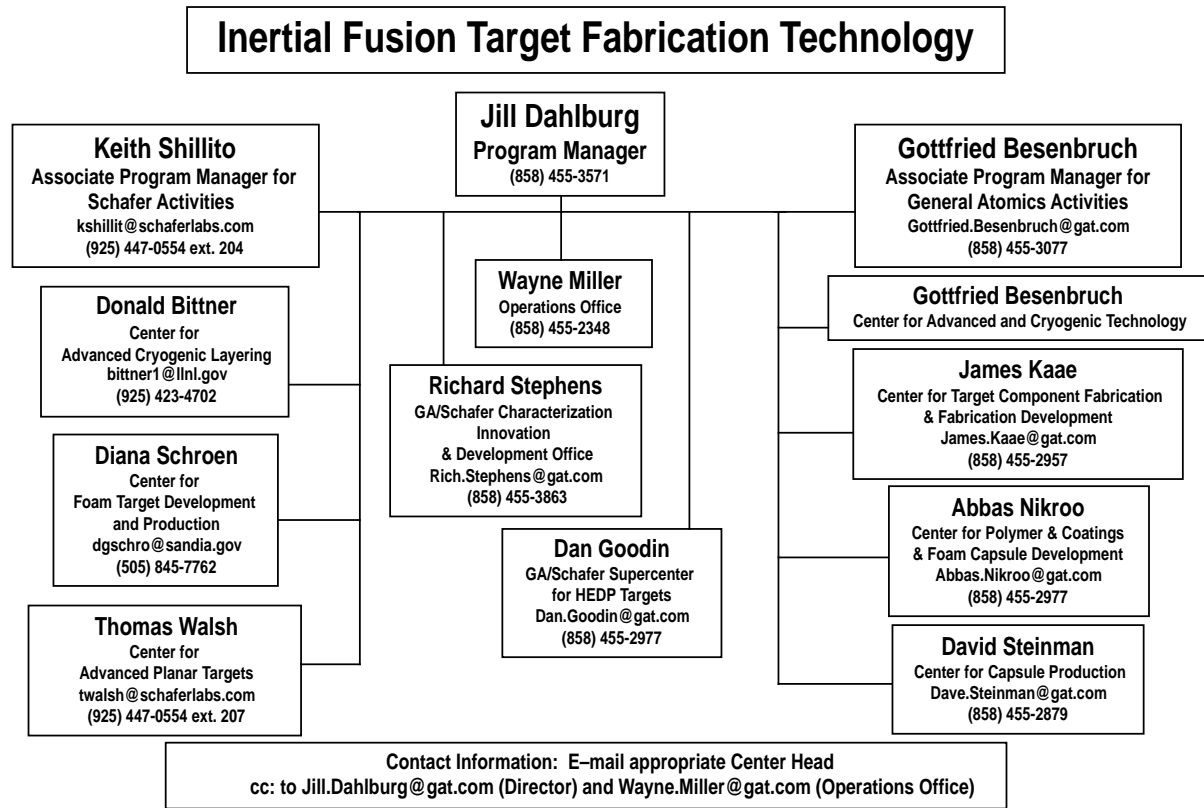 Inertial Fusion Target Fabrication Technology
Jill Dahlburg
Program Manager
(858) 455-3571
Keith Shillito
Associate Program Manager for
Schafer Activities
kshillit@schaferlabs.com
(925) 447-0554 ext. 204
Gottfried Besenbruch
Associate Program Manager for
General Atomics Activities
Gottfried.Besenbruch@gat.com
(858) 455-3077
Wayne Miller
Operations Office
(858) 455-2348
Donald Bittner
Center for
Advanced Cryogenic Layering
bittner1@llnl.gov
(925) 423-4702
Gottfried Besenbruch
Center for Advanced and Cryogenic Technology
Richard Stephens
GA/Schafer Characterization
Innovation
& Development Office
Rich.Stephens@gat.com
(858) 455-3863
James Kaae
Center for Target Component Fabrication
& Fabrication Development
James.Kaae@gat.com
(858) 455-2957
Diana Schroen
Center for
Foam Target Development
and Production
dgschro@sandia.gov
(505) 845-7762
Dan Goodin
GA/Schafer Supercenter
for HEDP Targets
Dan.Goodin@gat.com
(858) 455-2977
Abbas Nikroo
Center for Polymer & Coatings
& Foam Capsule Development
Abbas.Nikroo@gat.com
(858) 455-2977
Thomas Walsh
Center for
Advanced Planar Targets
twalsh@schaferlabs.com
(925) 447-0554 ext. 207
David Steinman
Center for Capsule Production
Dave.Steinman@gat.com
(858) 455-2879
Contact Information: E–mail appropriate Center Head
cc: to Jill.Dahlburg@gat.com (Director) and Wayne.Miller@gat.com (Operations Office)